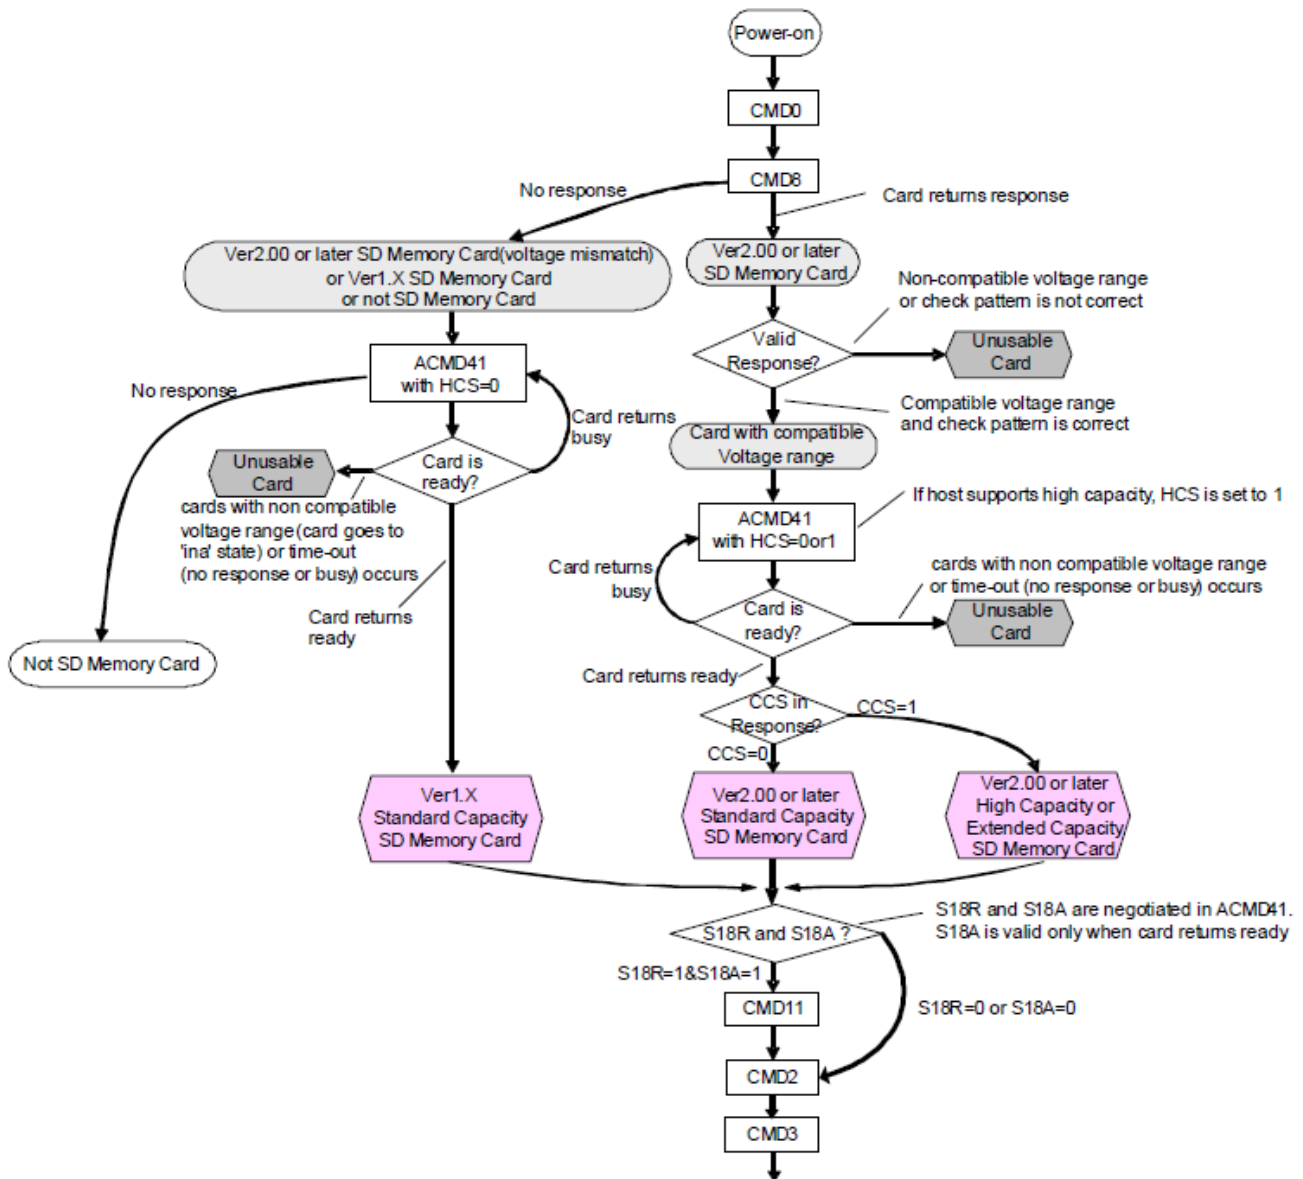 Power-on
CMD0
CMD8
No response
Card returns response
Ver2.00 or later SD Memory Card(voltage mismatch)
or Ver1.X SD Memory Card
or not SD Memory Card
Ver2.00 or later
SD Memory Card
Non-compatible voltage range
or check pattern is not correct
Valid
Response?
Unusable
Card
ACMD41
with HCS=0
No response
Card returns
busy
Compatible voltage range
and check pattern is correct
Card with compatible
Voltage range
Card is
ready?
Unusable
Card
cards with non compatible
voltage range (card goes to
'ina' state) or time-out
(no response or busy) occurs
If host supports high capacity, HCS is set to 1
ACMD41
with HCS=0or1
Card returns
busy
cards with non compatible voltage range
or time-out (no response or busy) occurs
Card is
ready?
Unusable
Card
Card returns
ready
Not SD Memory Card
Card returns ready
CCS in
Response?
CCS=1
CCS=0
Ver1.X
Standard Capacity
SD Memory Card
Ver2.00 or later
Standard Capacity
SD Memory Card
Ver2.00 or later
High Capacity or
Extended Capacity
SD Memory Card
S18R and S18A ?
S18R and S18A are negotiated in ACMD41.
S18A is valid only when card returns ready
S18R=1&S18A=1
CMD11
S18R=0 or S18A=0
CMD2
CMD3